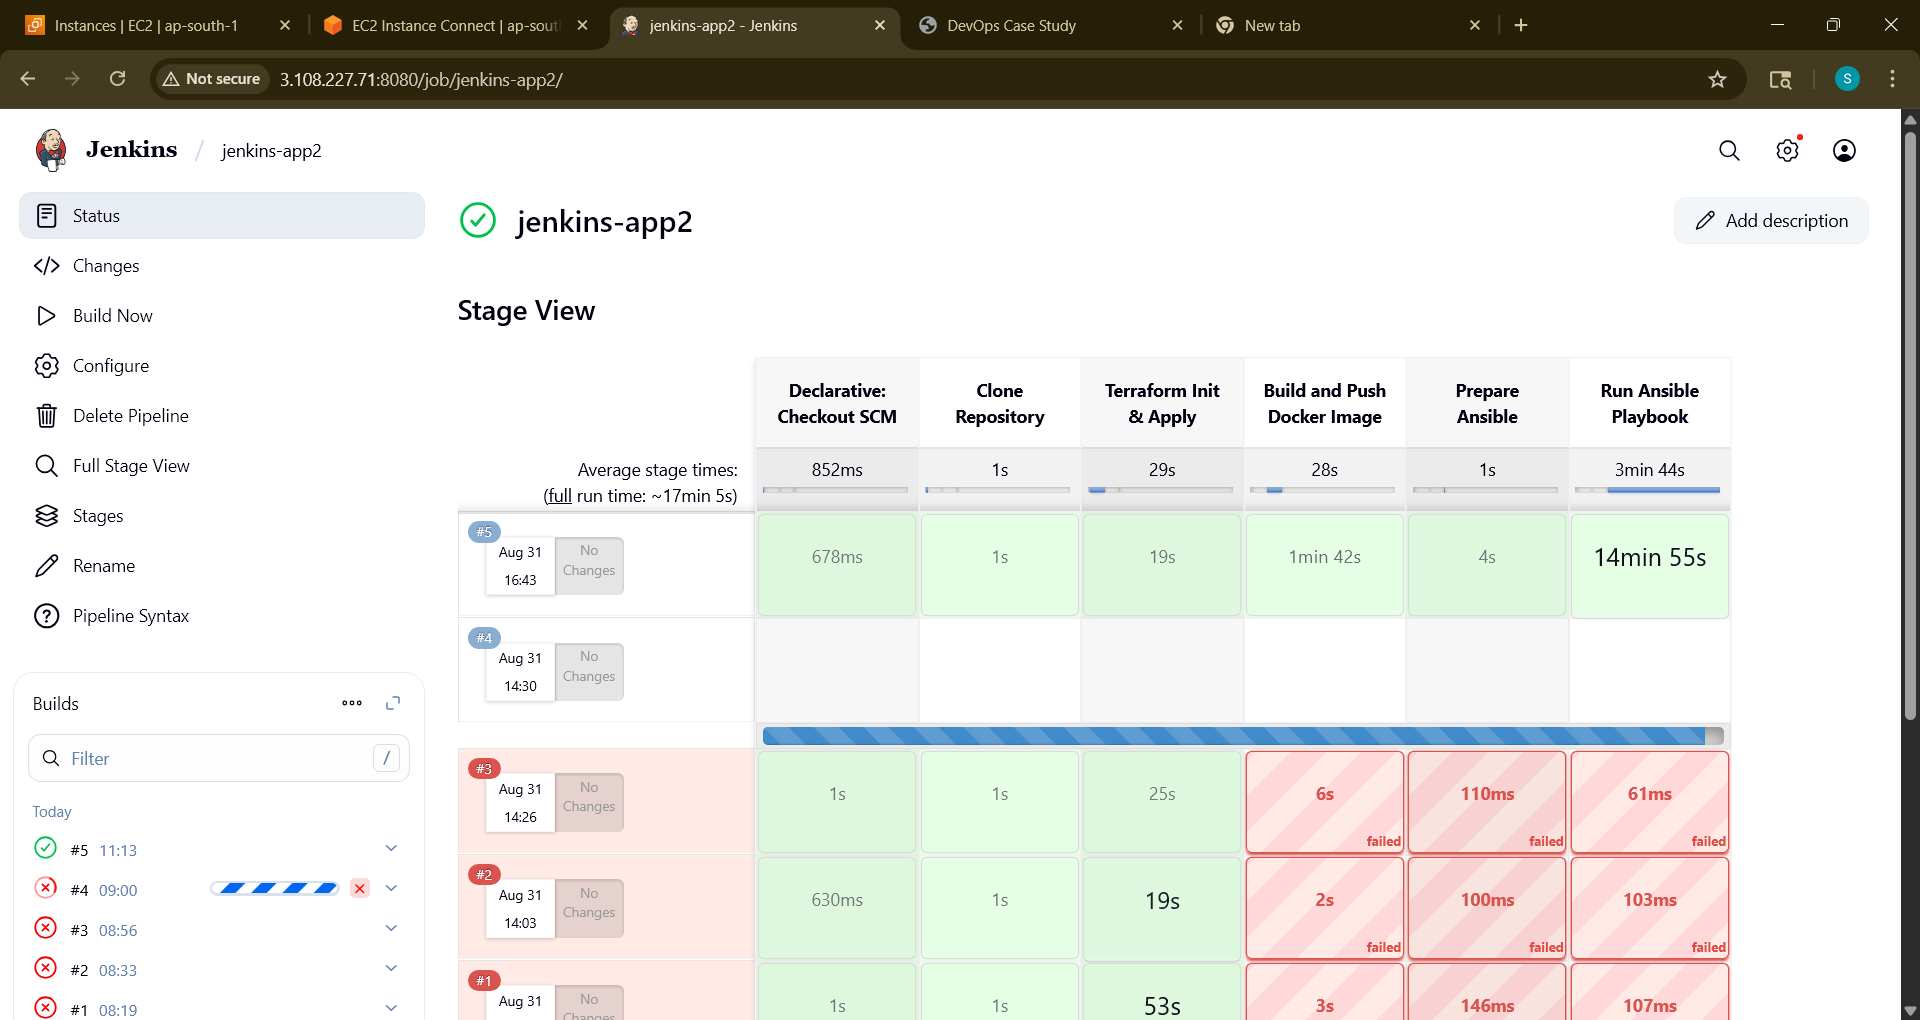 Instances | EC2 | ap-south-1
EC2 Instance Connect | ap-sout
jenkins-app2 - Jenkins
DevOps Case Study
New tab
Not secure
3.108.227.71:8080/job/jenkins-app2/
S
Jenkins / jenkins-app2
Status
Changes
Build Now
Configure
Delete Pipeline
Full Stage View
Stages
Rename
Pipeline Syntax
Builds
Filter
/
Today
#5 11:13
#4 09:00
#3 08:56
#2 08:33
#1 08:19
jenkins-app2
Add description
Stage View
Declarative: Checkout SCM
Clone Repository
Terraform Init & Apply
Build and Push Docker Image
Prepare Ansible
Run Ansible Playbook
Average stage times:
(full run time: ~17min 5s)
852ms
1s
29s
28s
1s
3min 44s
#5
Aug 31
16:43
No Changes
678ms
1s
19s
1min 42s
4s
14min 55s
#4
Aug 31
14:30
No Changes
#3
Aug 31
14:26
No Changes
1s
1s
25s
6s
failed
110ms
failed
61ms
failed
#2
Aug 31
14:03
No Changes
630ms
1s
19s
2s
failed
100ms
failed
103ms
failed
#1
Aug 31
No Changes
1s
1s
53s
3s
146ms
107ms